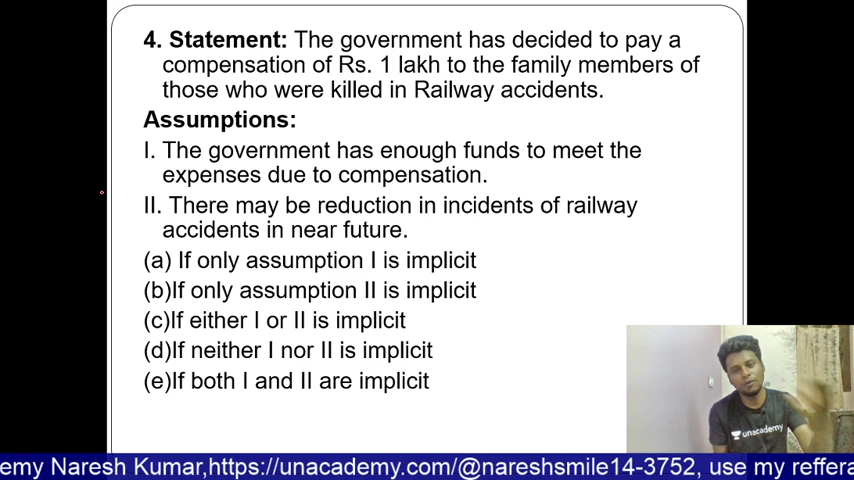 4. Statement: The government has decided to pay a
compensation of Rs. 1 lakh to the family members of
those who were killed in Railway accidents.
Assumptions:
I. The government has enough funds to meet the
expenses due to compensation.
II. There may be reduction in incidents of railway
accidents in near future.
(a) If only assumption I is implicit
(b)If only assumption II is implicit
(c)If either I or II is implicit
(d)If neither I nor II is implicit
(e)If both I and II are implicit
unacademy
emy Naresh Kumar,https://unacademy.com/@nareshsmile14-3752, use my reffera